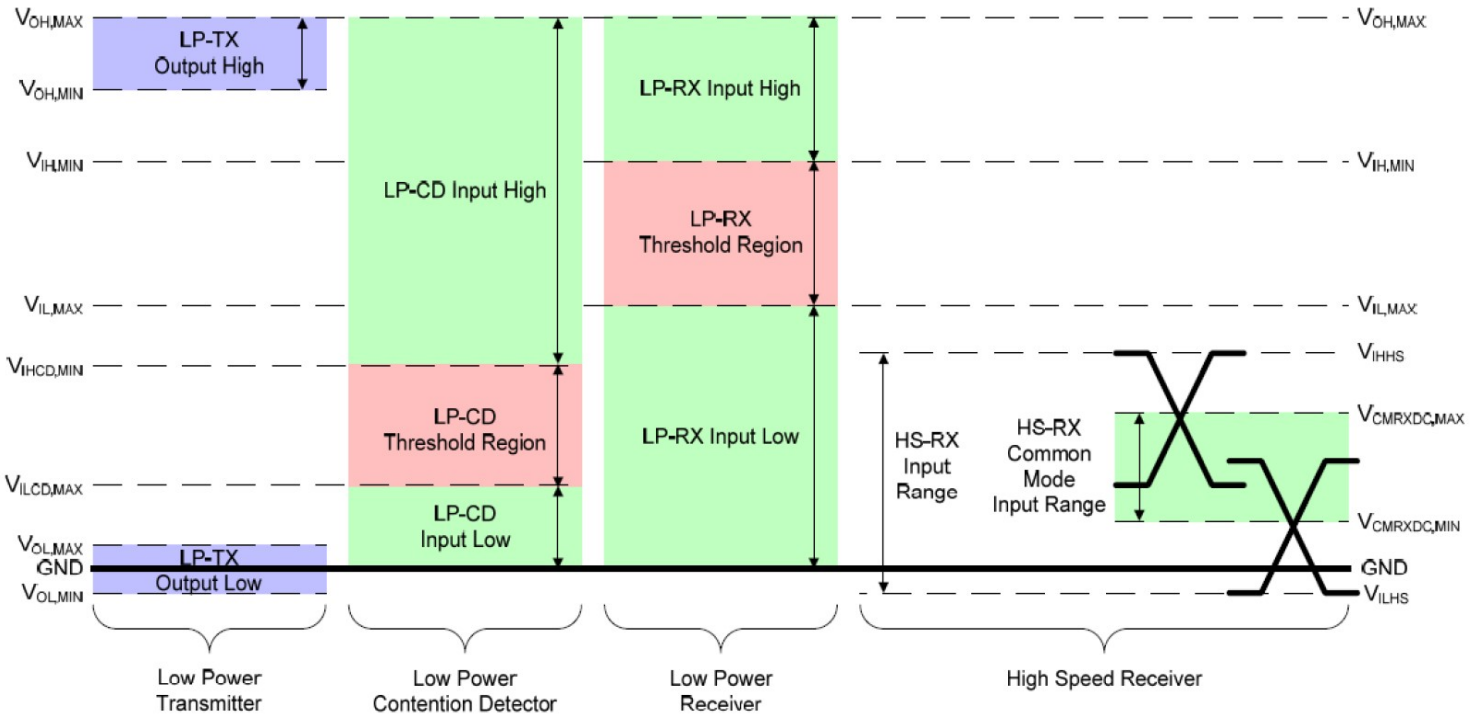 VOH,MAX
LP-TX
Output High
VOH,MIN
VIH,MIN
VIL,MAX
VIHCD,MIN
VILCD,MAX
VOL,MAX
GND
VOL,MIN
LP-TX
Output Low
LP-CD Input High
LP-CD
Threshold Region
LP-CD
Input Low
LP-RX Input High
LP-RX
Threshold Region
LP-RX Input Low
HS-RX
Input
Range
HS-RX
Common
Mode
Input Range
VOH,MAX
VIH,MIN
VIL,MAX
VIHHS
VCMRXDC,MAX
VCMRXDC,MIN
GND
VILHS
Low Power
Transmitter
Low Power
Contention Detector
Low Power
Receiver
High Speed Receiver